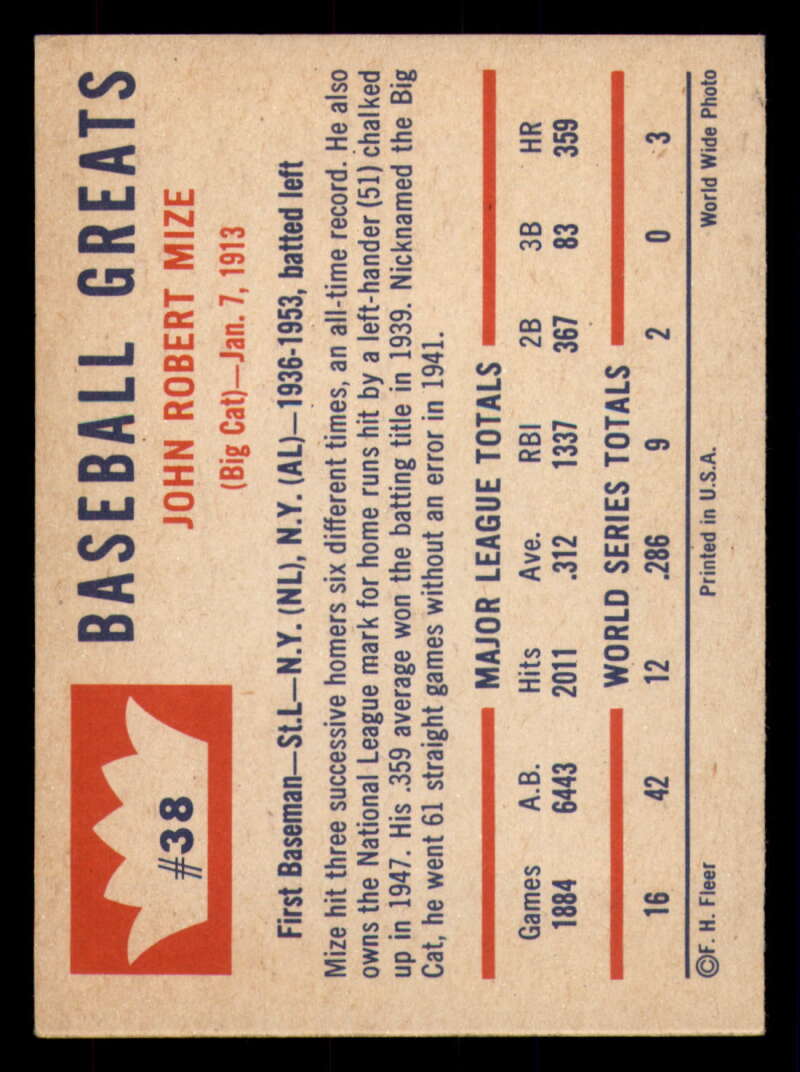 #38
BASEBALL GREATS
JOHN ROBERT MIZE
(Big Cat)—Jan. 7, 1913
First Baseman—St.L—N.Y. (NL), N.Y. (AL)—1936-1953, batted left
Mize hit three successive homers six different times, an all-time record. He also
owns the National League mark for home runs hit by a left-hander (51) chalked
up in 1947. His .359 average won the batting title in 1939. Nicknamed the Big
Cat, he went 61 straight games without an error in 1941.
MAJOR LEAGUE TOTALS
Games A.B. Hits Ave. RBI 2B 3B HR
1884 6443 2011 .312 1337 367 83 359
WORLD SERIES TOTALS
16 42 12 .286 9 2 0 3
©F. H. Fleer Printed in U.S.A. World Wide Photo